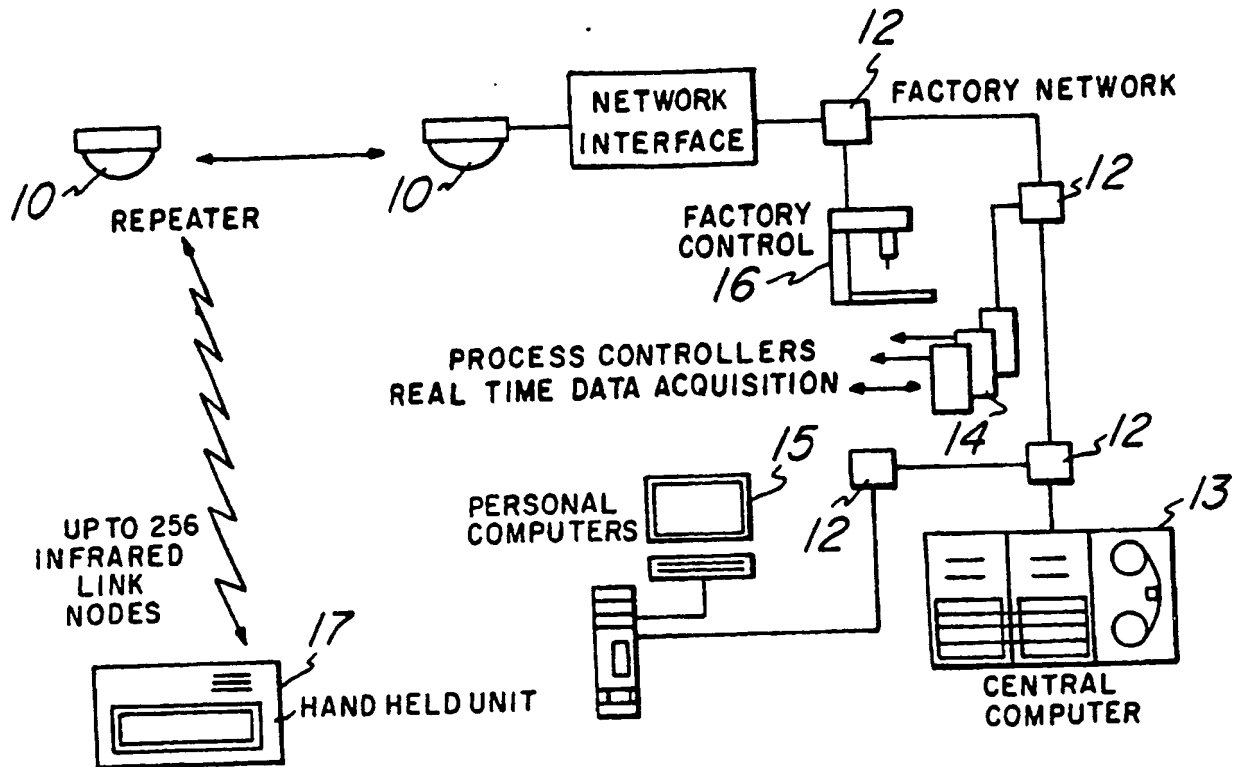 12
NETWORK
INTERFACE
FACTORY NETWORK
10
REPEATER
10
12
FACTORY
CONTROL
16
PROCESS CONTROLLERS
REAL TIME DATA ACQUISITION
14
12
15
PERSONAL
COMPUTERS
12
13
UP TO 256
INFRARED
LINK
NODES
17
HAND HELD UNIT
CENTRAL
COMPUTER